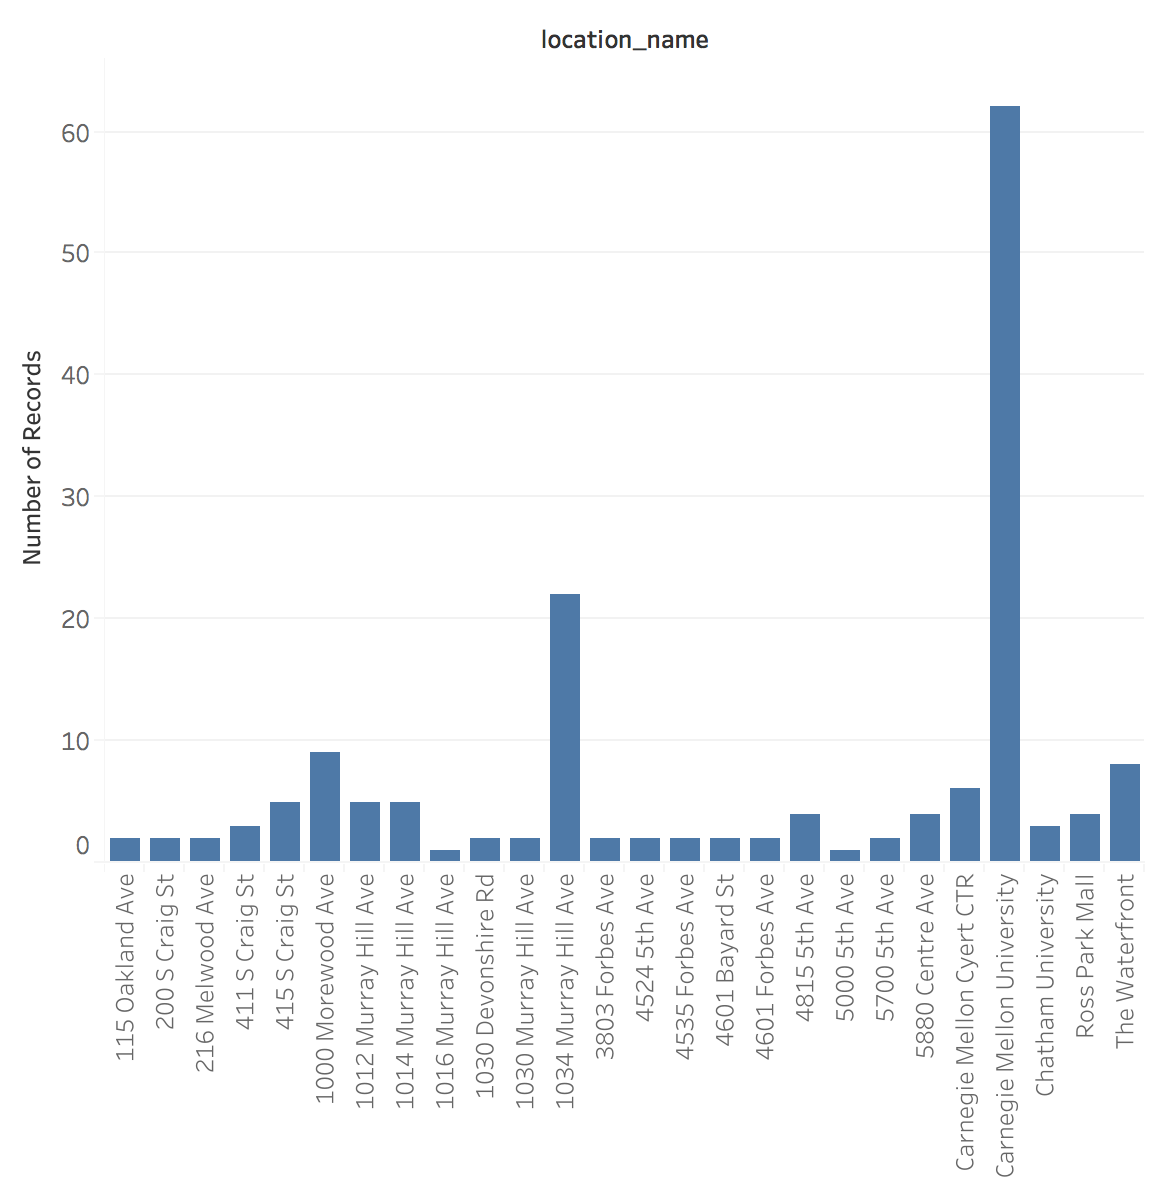 location_name
Number of Records
60
50
40
30
20
10
0
115 Oakland Ave
200 S Craig St
216 Melwood Ave
411 S Craig St
415 S Craig St
1000 Morewood Ave
1012 Murray Hill Ave
1014 Murray Hill Ave
1016 Murray Hill Ave
1030 Devonshire Rd
1030 Murray Hill Ave
1034 Murray Hill Ave
3803 Forbes Ave
4524 5th Ave
4535 Forbes Ave
4601 Bayard St
4601 Forbes Ave
4815 5th Ave
5000 5th Ave
5700 5th Ave
5880 Centre Ave
Carnegie Mellon Cyert CTR
Carnegie Mellon University
Chatham University
Ross Park Mall
The Waterfront